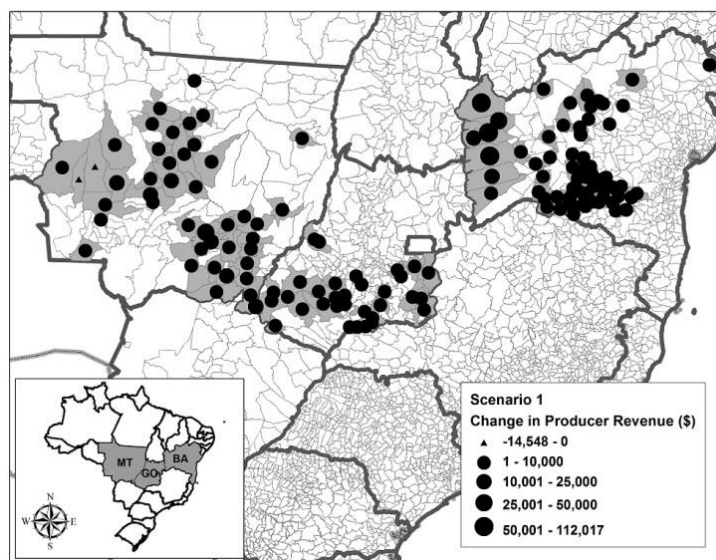 MT
GO
BA
N
W
E
S
Scenario 1
Change in Producer Revenue ($)
-14,548 - 0
1 - 10,000
10,001 - 25,000
25,001 - 50,000
50,001 - 112,017